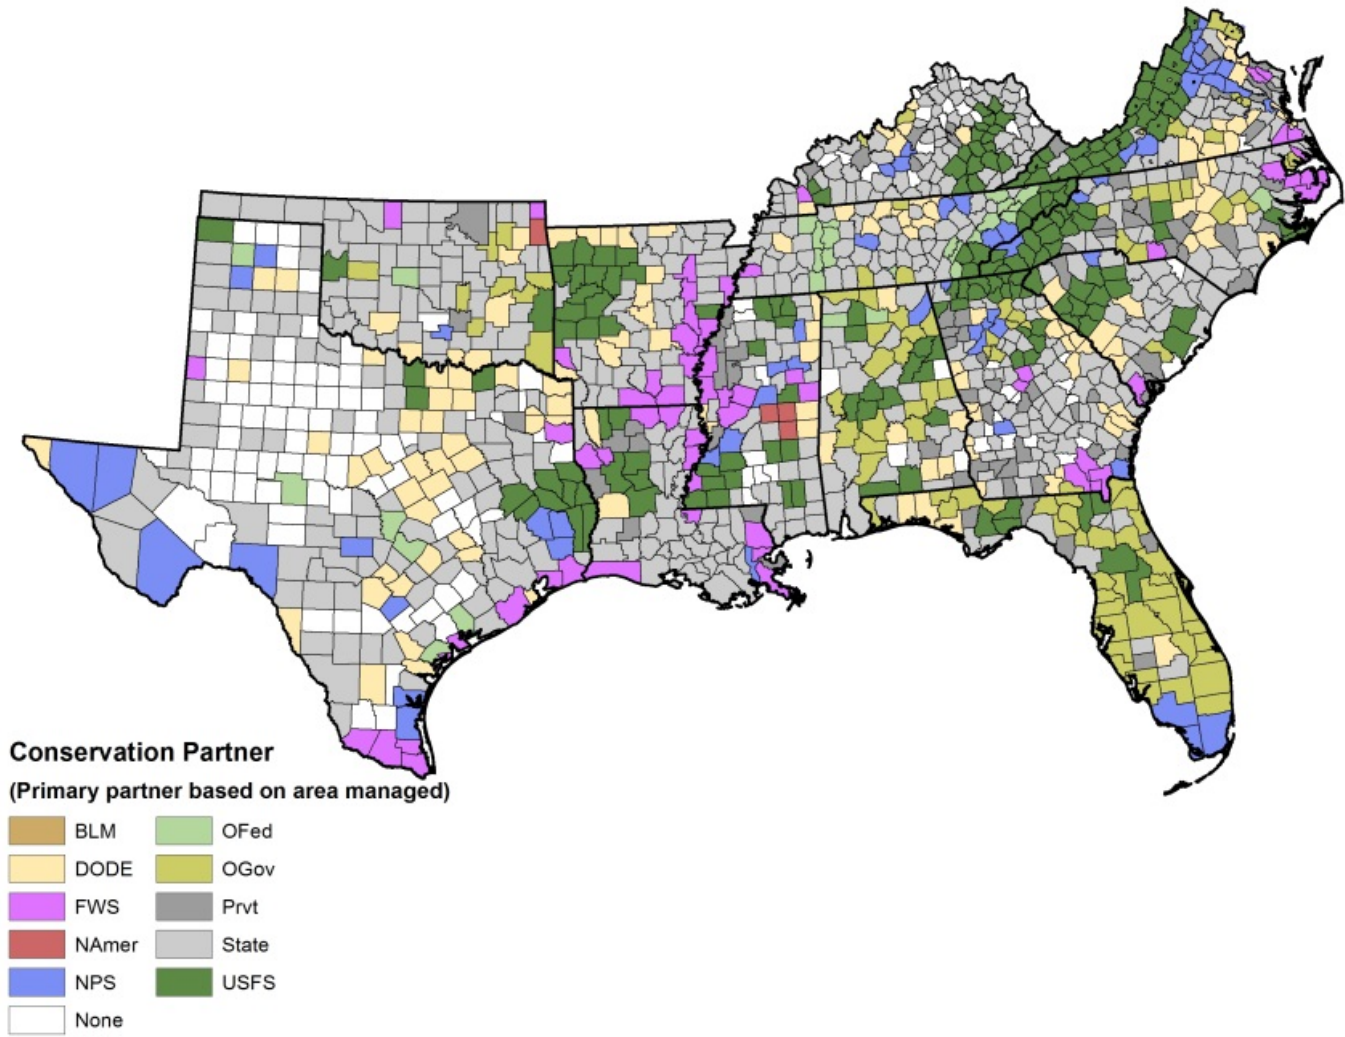 Conservation Partner
(Primary partner based on area managed)
BLM OFed
DODE OGov
FWS Prvt
NAmer State
NPS USFS
None